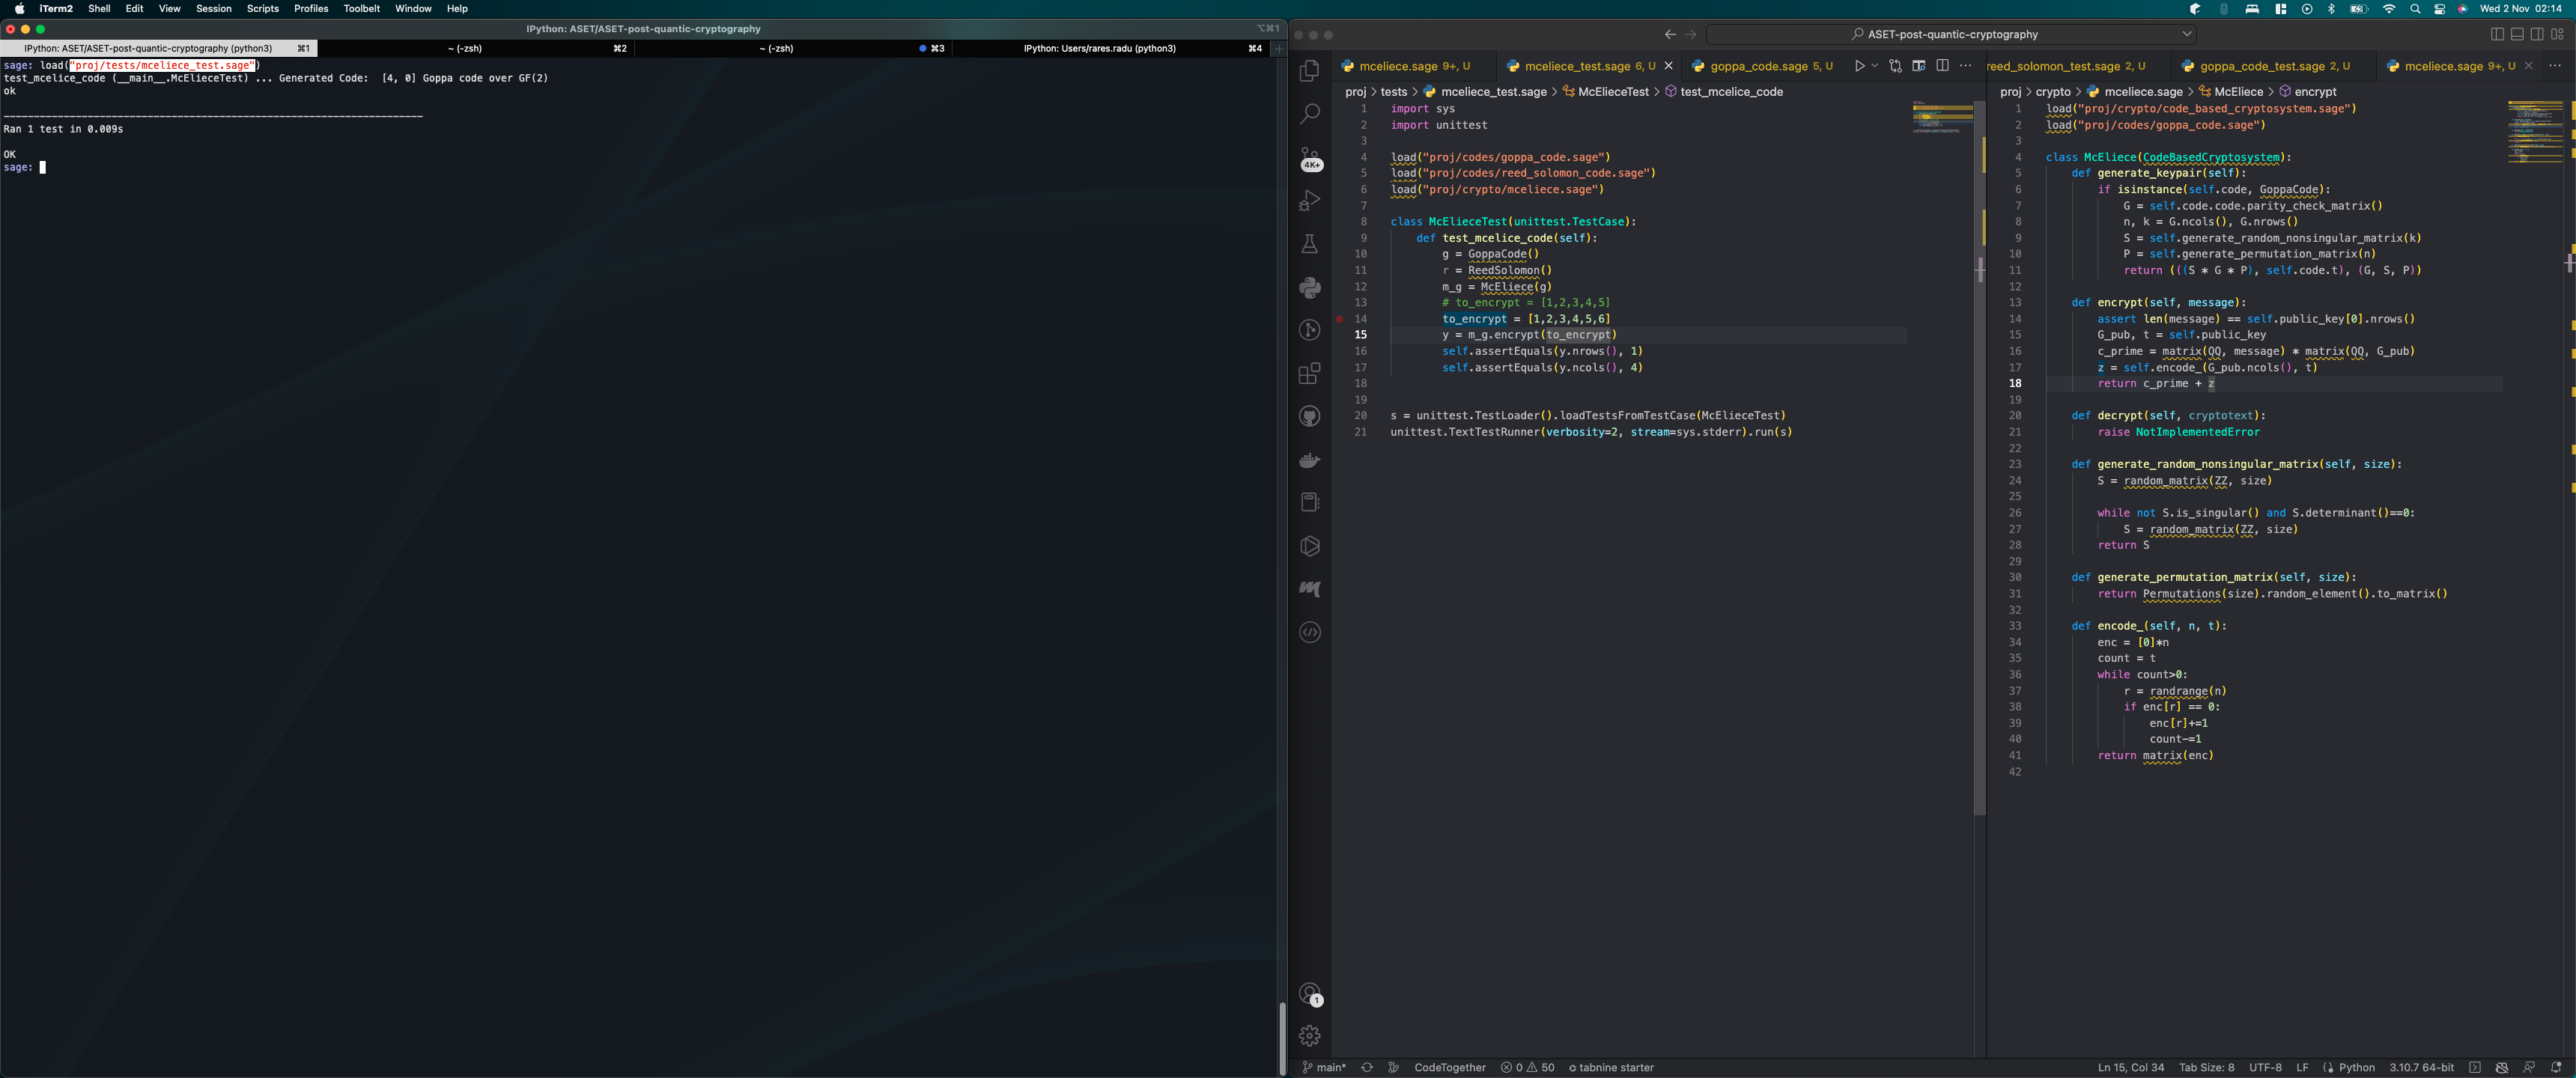 iTerm2 Shell Edit View Session Scripts Profiles Toolbelt Window Help
Wed 2 Nov 02:14
IPython: ASET/ASET-post-quantic-cryptography
⌥⌘1
IPython: ASET/ASET-post-quantic-cryptography (python3) ⌘1
~ (-zsh) ⌘2
~ (-zsh) ⌘3
IPython: Users/rares.radu (python3) ⌘4
sage: load("proj/tests/mceliece_test.sage")
test_mcelice_code (__main__.McElieceTest) ... Generated Code:  [4, 0] Goppa code over GF(2)
ok
----------------------------------------------------------------------
Ran 1 test in 0.009s
OK
sage:
ASET-post-quantic-cryptography
4K+
1
mceliece.sage 9+, U
mceliece_test.sage 6, U
goppa_code.sage 5, U
proj > tests > mceliece_test.sage > McElieceTest > test_mcelice_code
1 import sys
2 import unittest
3
4 load("proj/codes/goppa_code.sage")
5 load("proj/codes/reed_solomon_code.sage")
6 load("proj/crypto/mceliece.sage")
7
8 class McElieceTest(unittest.TestCase):
9     def test_mcelice_code(self):
10         g = GoppaCode()
11         r = ReedSolomon()
12         m_g = McEliece(g)
13         # to_encrypt = [1,2,3,4,5]
14         to_encrypt = [1,2,3,4,5,6]
15         y = m_g.encrypt(to_encrypt)
16         self.assertEquals(y.nrows(), 1)
17         self.assertEquals(y.ncols(), 4)
18
19
20 s = unittest.TestLoader().loadTestsFromTestCase(McElieceTest)
21 unittest.TextTestRunner(verbosity=2, stream=sys.stderr).run(s)
reed_solomon_test.sage 2, U
goppa_code_test.sage 2, U
mceliece.sage 9+, U
proj > crypto > mceliece.sage > McEliece > encrypt
1 load("proj/crypto/code_based_cryptosystem.sage")
2 load("proj/codes/goppa_code.sage")
3
4 class McEliece(CodeBasedCryptosystem):
5     def generate_keypair(self):
6         if isinstance(self.code, GoppaCode):
7             G = self.code.code.parity_check_matrix()
8             n, k = G.ncols(), G.nrows()
9             S = self.generate_random_nonsingular_matrix(k)
10             P = self.generate_permutation_matrix(n)
11             return (((S * G * P), self.code.t), (G, S, P))
12
13     def encrypt(self, message):
14         assert len(message) == self.public_key[0].nrows()
15         G_pub, t = self.public_key
16         c_prime = matrix(QQ, message) * matrix(QQ, G_pub)
17         z = self.encode_(G_pub.ncols(), t)
18         return c_prime + z
19
20     def decrypt(self, cryptotext):
21         raise NotImplementedError
22
23     def generate_random_nonsingular_matrix(self, size):
24         S = random_matrix(ZZ, size)
25
26         while not S.is_singular() and S.determinant()==0:
27             S = random_matrix(ZZ, size)
28         return S
29
30     def generate_permutation_matrix(self, size):
31         return Permutations(size).random_element().to_matrix()
32
33     def encode_(self, n, t):
34         enc = [0]*n
35         count = t
36         while count>0:
37             r = randrange(n)
38             if enc[r] == 0:
39                 enc[r]+=1
40                 count-=1
41         return matrix(enc)
42
main* CodeTogether 0 50 tabnine starter
Ln 15, Col 34 Tab Size: 8 UTF-8 LF Python 3.10.7 64-bit